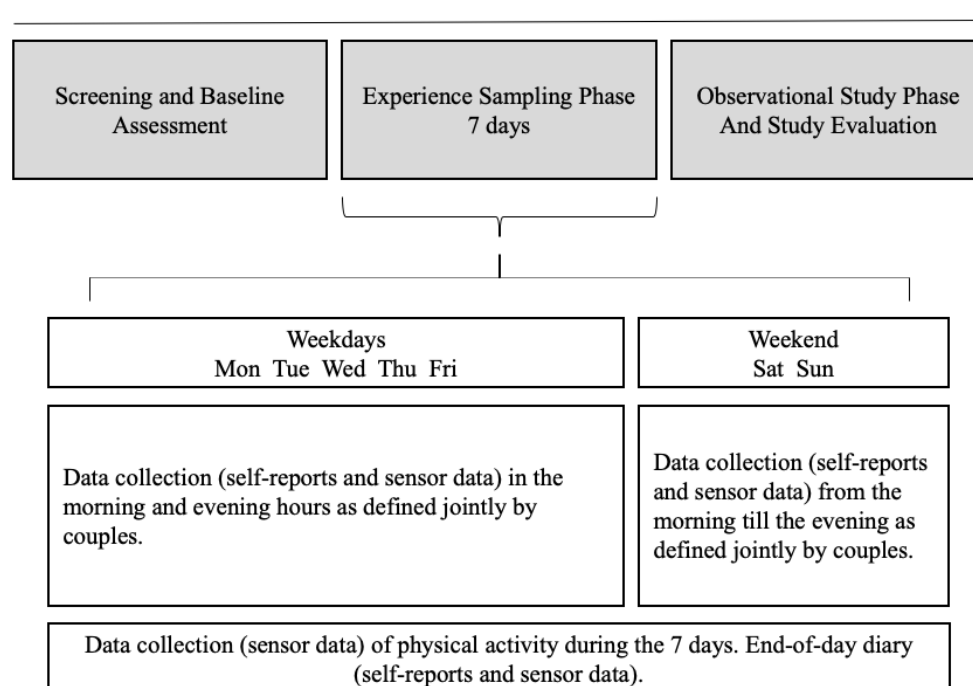 Screening and Baseline
Assessment
Experience Sampling Phase
7 days
Observational Study Phase
And Study Evaluation
Weekdays
Mon Tue Wed Thu Fri
Weekend
Sat Sun
Data collection (self-reports and sensor data) in the
morning and evening hours as defined jointly by
couples.
Data collection (self-reports
and sensor data) from the
morning till the evening as
defined jointly by couples.
Data collection (sensor data) of physical activity during the 7 days. End-of-day diary
(self-reports and sensor data).